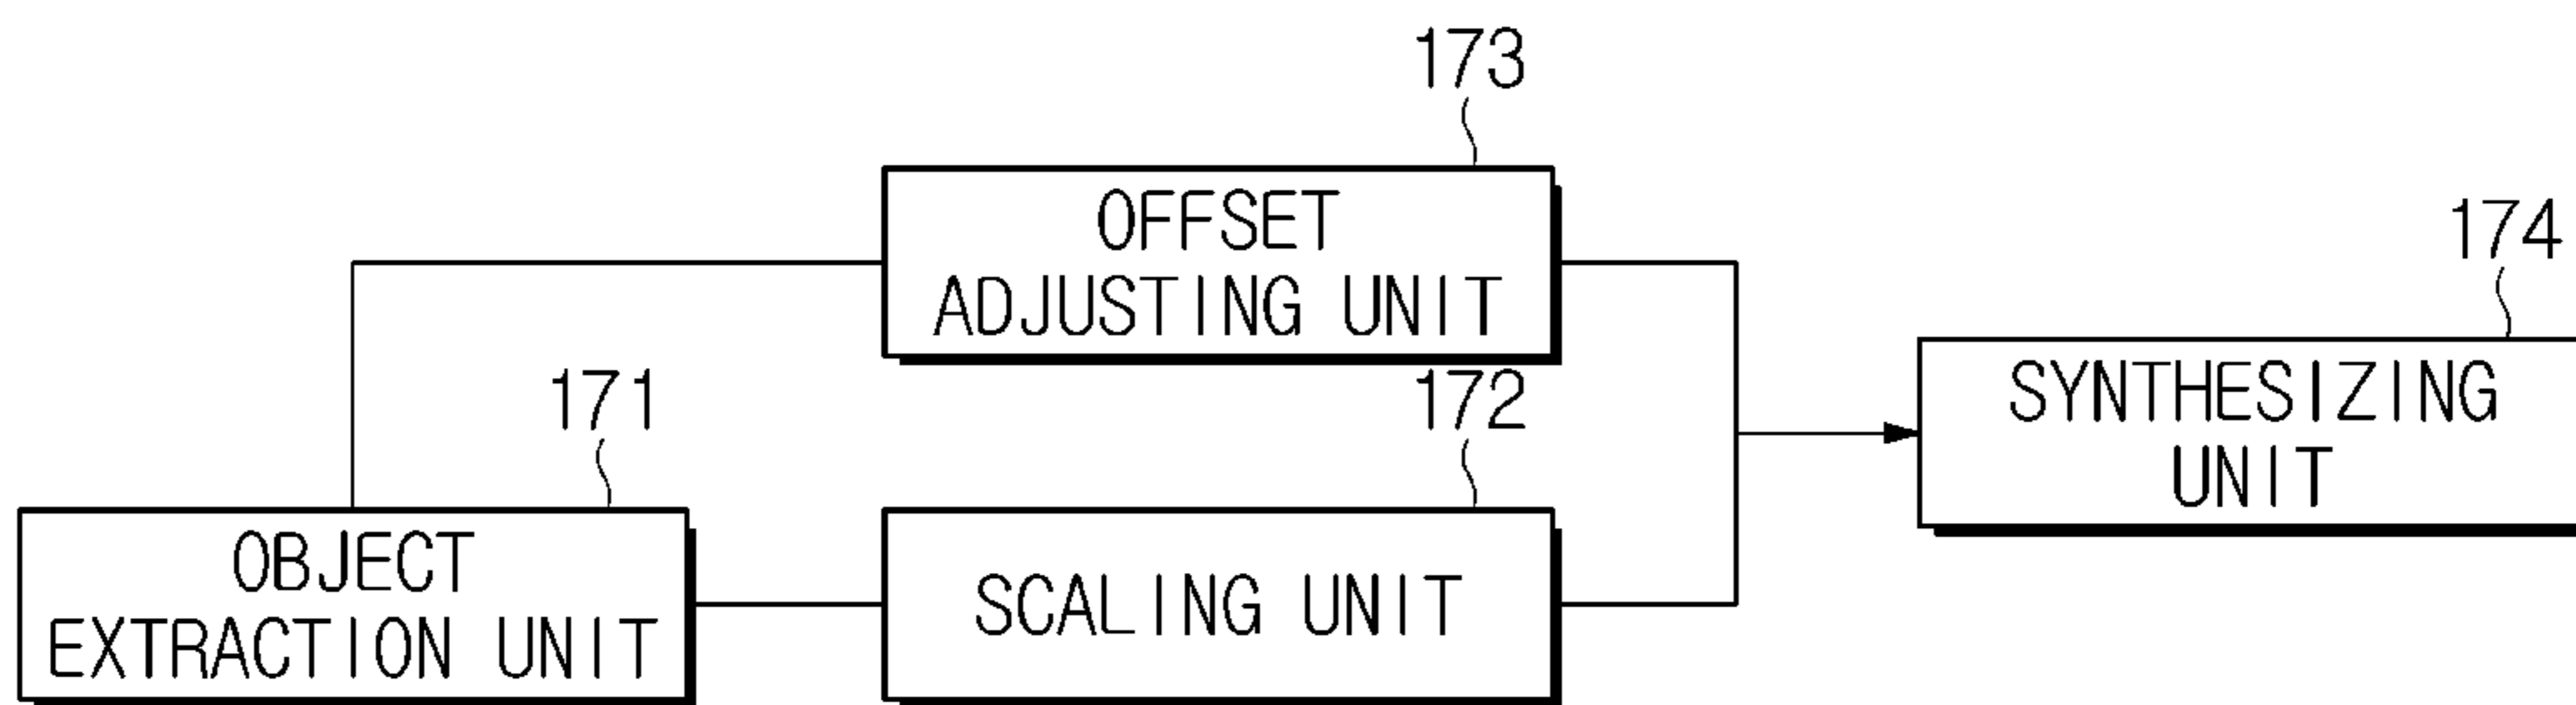 173
OFFSET
ADJUSTING UNIT
174
SYNTHESIZING
UNIT
171
OBJECT
EXTRACTION UNIT
172
SCALING UNIT